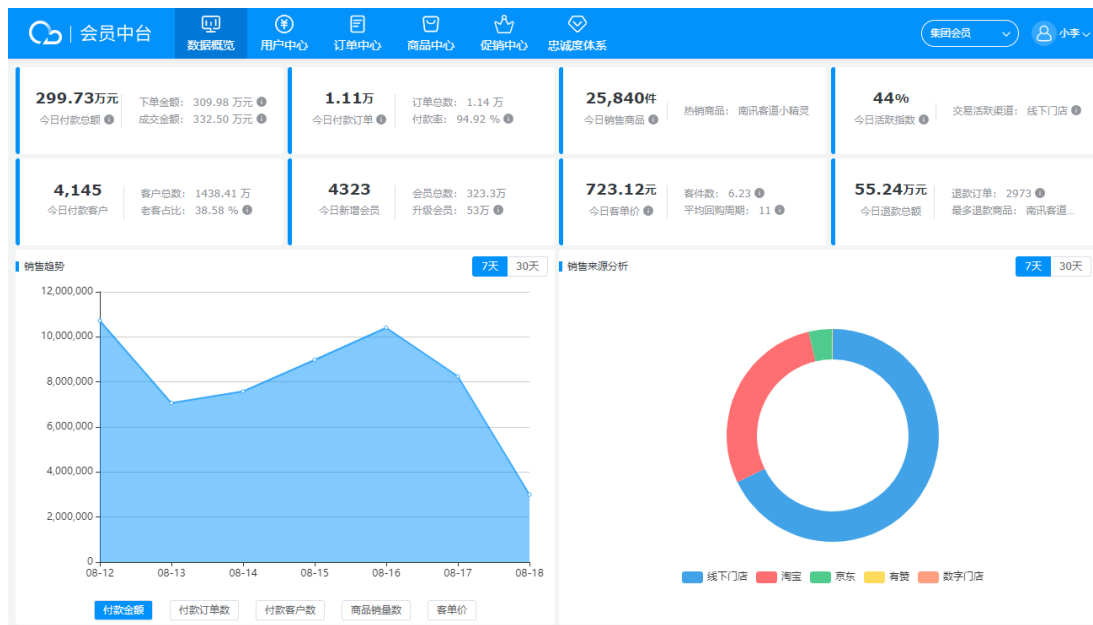 会员中台
数据概览
用户中心
订单中心
商品中心
促销中心
忠诚度体系
集团会员
小李
299.73万元
今日付款总额
下单金额: 309.98 万元
成交金额: 332.50 万元
1.11万
今日付款订单
订单总数: 1.14 万
付款率: 94.92 %
25,840件
今日销售商品
热销商品: 南讯客道小精灵
44%
今日活跃指数
交易活跃渠道: 线下门店
4,145
今日付款客户
客户总数: 1438.41 万
老客占比: 38.58 %
4323
今日新增会员
会员总数: 323.3万
升级会员: 53万
723.12元
今日客单价
客件数: 6.23
平均回购周期: 11
55.24万元
今日退款总额
退款订单: 2973
最多退款商品: 南讯客道...
销售趋势
7天
30天
12,000,000
10,000,000
8,000,000
6,000,000
4,000,000
2,000,000
0
08-12
08-13
08-14
08-15
08-16
08-17
08-18
付款金额
付款订单数
付款客户数
商品销量数
客单价
销售来源分析
7天
30天
线下门店
淘宝
京东
有赞
数字门店